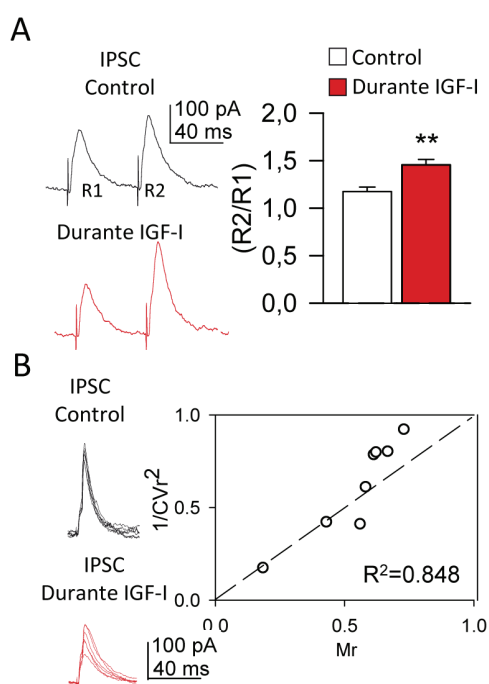 A
IPSC
Control
100 pA
40 ms
R1
R2
Durante IGF-I
Control
Durante IGF-I
(R2/R1)
2,0
1,5
1,0
0,5
0,0
**
B
IPSC
Control
IPSC
Durante IGF-I
100 pA
40 ms
1/CVr²
1.0
0.5
0.0
0.0
0.5
1.0
Mr
R²=0.848